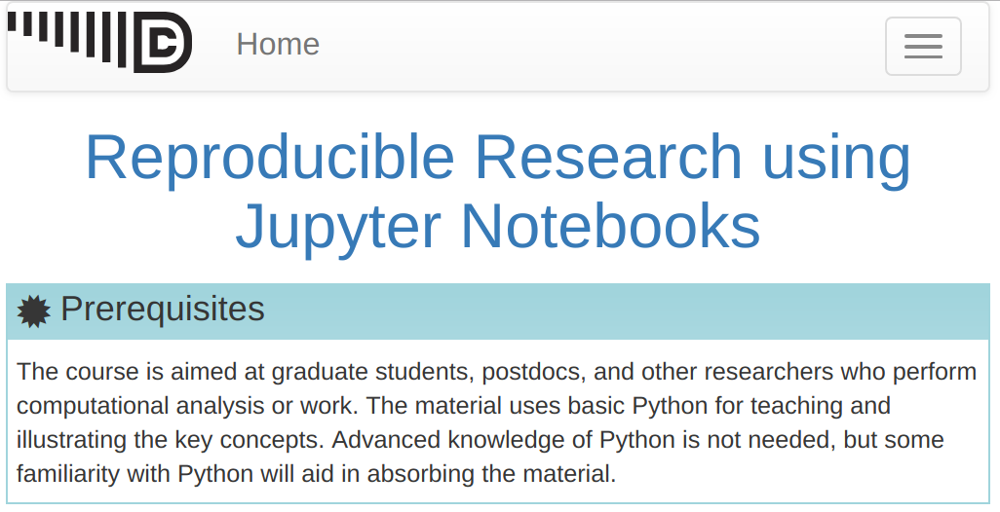 Home
Reproducible Research using
Jupyter Notebooks
Prerequisites
The course is aimed at graduate students, postdocs, and other researchers who perform
computational analysis or work. The material uses basic Python for teaching and
illustrating the key concepts. Advanced knowledge of Python is not needed, but some
familiarity with Python will aid in absorbing the material.